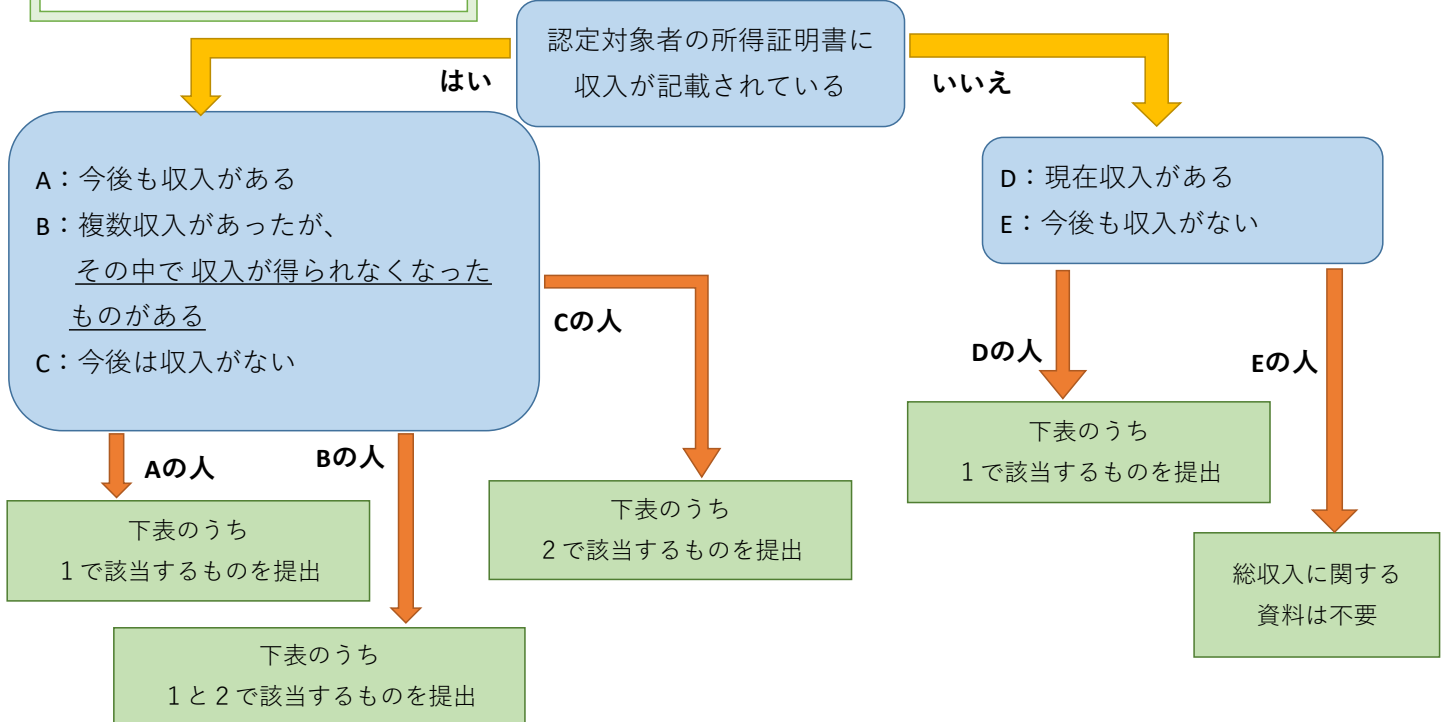 認定対象者の所得証明書に
収入が記載されている
はい
いいえ
A：今後も収入がある
B：複数収入があったが、
その中で 収入が得られなくなった
ものがある
C：今後は収入がない
D：現在収入がある
E：今後も収入がない
Aの人
Bの人
Cの人
Dの人
Eの人
下表のうち
１で該当するものを提出
下表のうち
１と２で該当するものを提出
下表のうち
２で該当するものを提出
下表のうち
１で該当するものを提出
総収入に関する
資料は不要